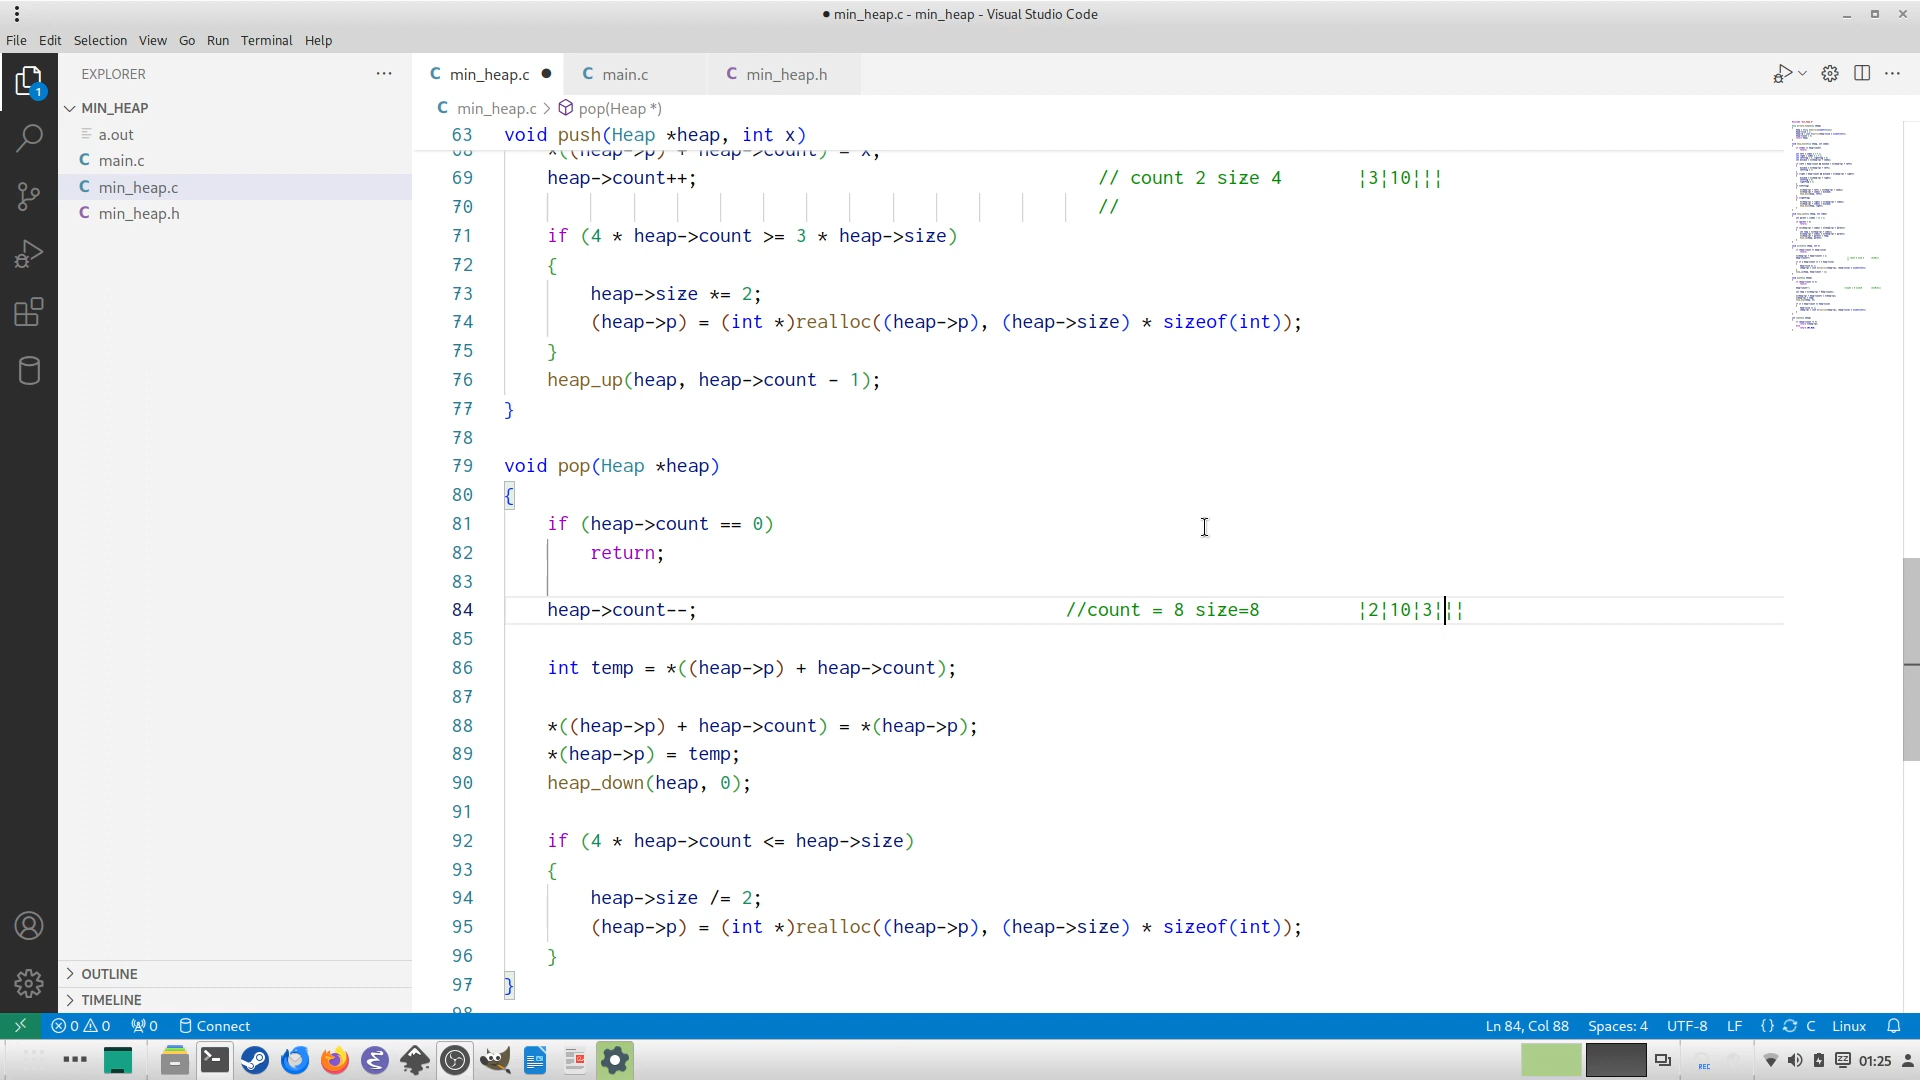 min_heap.c - min_heap - Visual Studio Code
File Edit Selection View Go Run Terminal Help
EXPLORER
MIN_HEAP
a.out
C main.c
C min_heap.c
C min_heap.h
OUTLINE
TIMELINE
C min_heap.c ●
C main.c
C min_heap.h
C min_heap.c > pop(Heap *)
63 void push(Heap *heap, int x)
68 *((heap->p) + heap->count) = x;
69 heap->count++; // count 2 size 4 ¦3¦10¦¦¦
70 //
71 if (4 * heap->count >= 3 * heap->size)
72 {
73 heap->size *= 2;
74 (heap->p) = (int *)realloc((heap->p), (heap->size) * sizeof(int));
75 }
76 heap_up(heap, heap->count - 1);
77 }
78
79 void pop(Heap *heap)
80 {
81 if (heap->count == 0)
82 return;
83
84 heap->count--; //count = 8 size=8 ¦2¦10¦3¦¦¦
85
86 int temp = *((heap->p) + heap->count);
87
88 *((heap->p) + heap->count) = *(heap->p);
89 *(heap->p) = temp;
90 heap_down(heap, 0);
91
92 if (4 * heap->count <= heap->size)
93 {
94 heap->size /= 2;
95 (heap->p) = (int *)realloc((heap->p), (heap->size) * sizeof(int));
96 }
97 }
98
1
0 0 0 Connect
Ln 84, Col 88 Spaces: 4 UTF-8 LF {} C Linux
REC
01:25